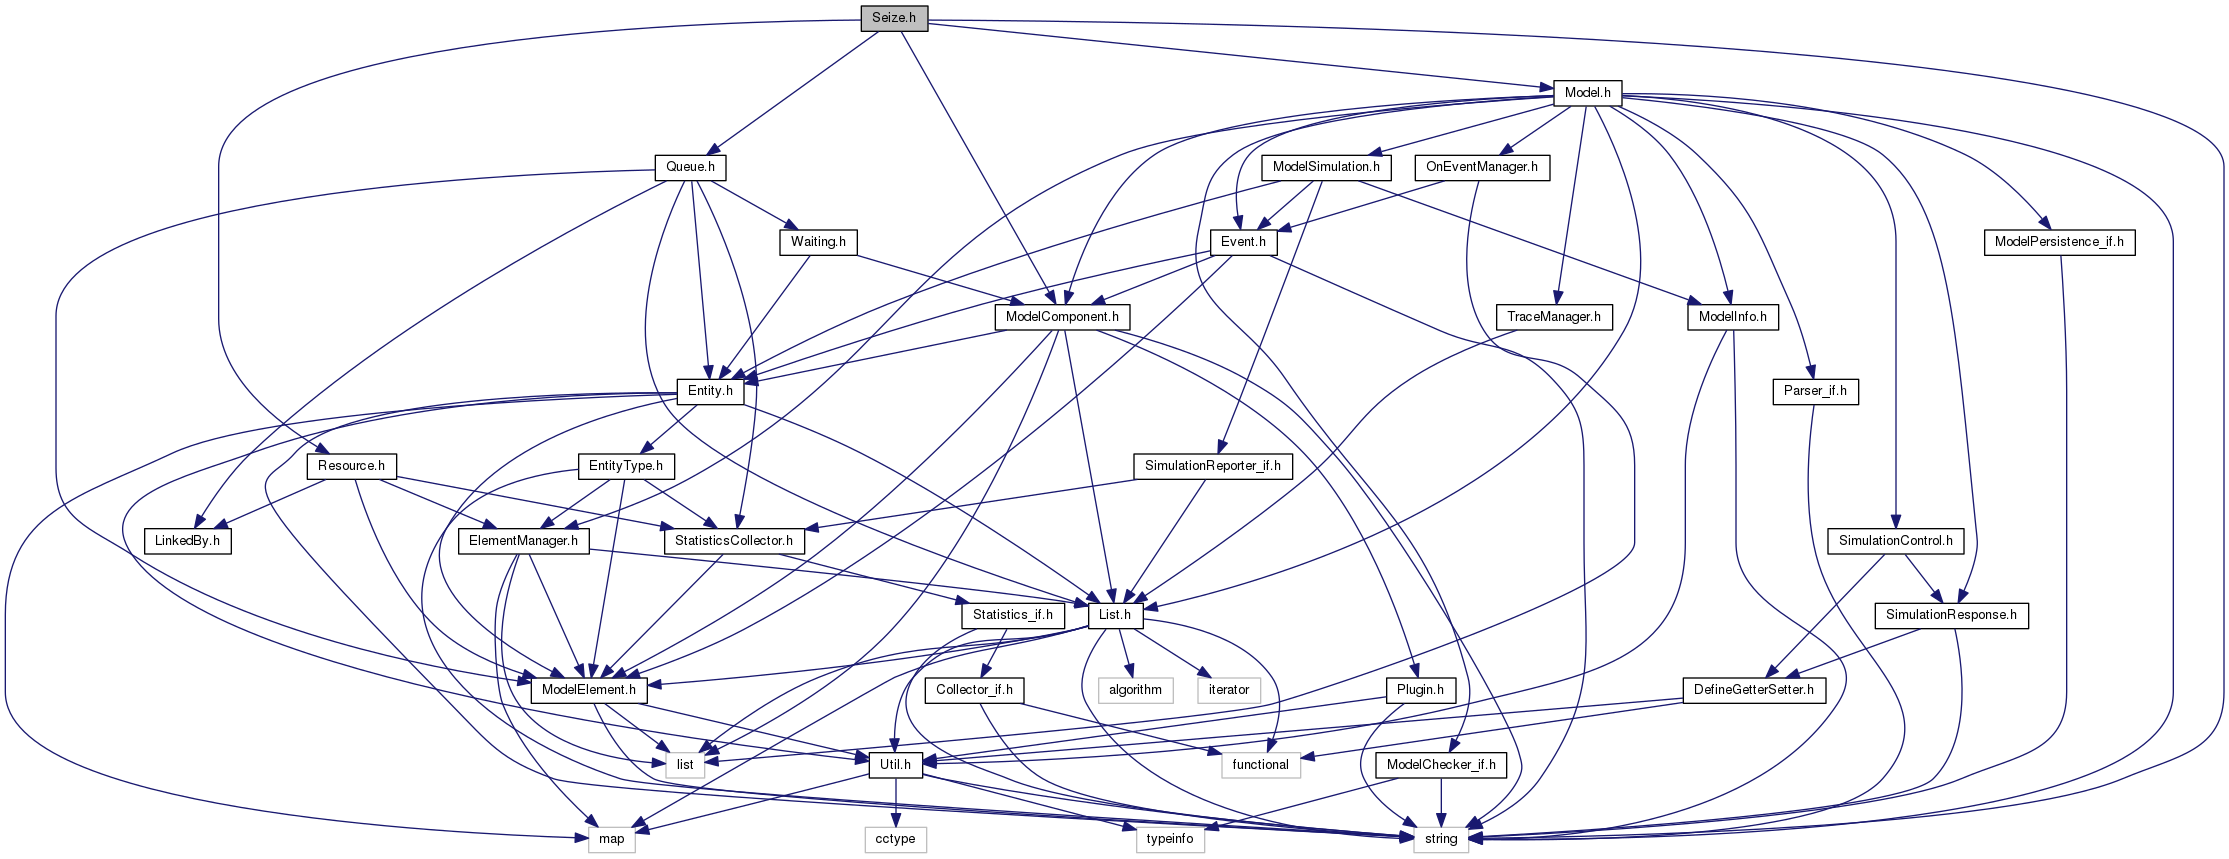 Seize.h
Model.h
Queue.h
ModelSimulation.h
OnEventManager.h
Waiting.h
Event.h
ModelPersistence_if.h
ModelComponent.h
TraceManager.h
ModelInfo.h
Entity.h
Parser_if.h
Resource.h
EntityType.h
SimulationReporter_if.h
LinkedBy.h
ElementManager.h
StatisticsCollector.h
SimulationControl.h
Statistics_if.h
List.h
SimulationResponse.h
ModelElement.h
Collector_if.h
algorithm
iterator
Plugin.h
DefineGetterSetter.h
list
Util.h
functional
ModelChecker_if.h
map
cctype
typeinfo
string